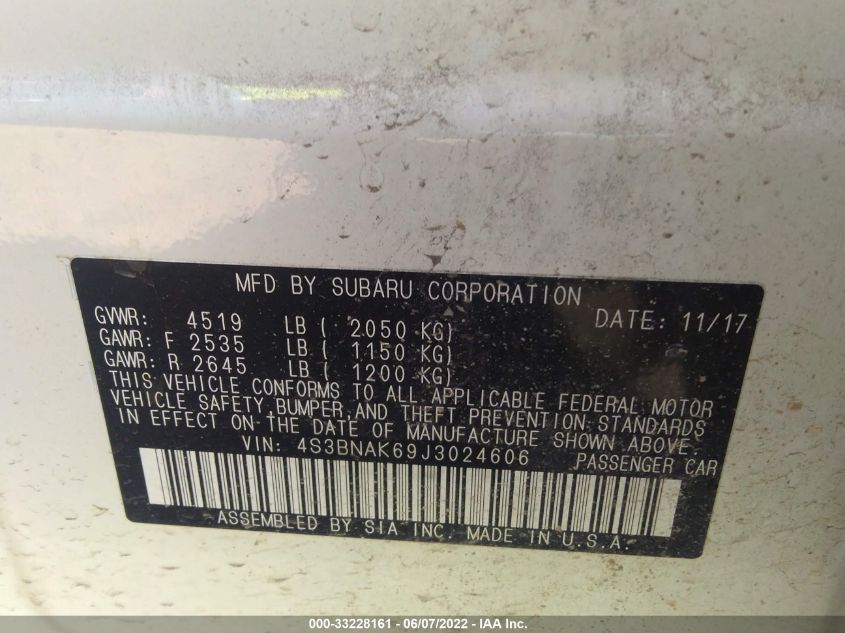 MFD BY SUBARU CORPORATION
GVWR: 4519 LB ( 2050 KG) DATE: 11/17
GAWR: F 2535 LB ( 1150 KG)
GAWR: R 2645 LB ( 1200 KG)
THIS VEHICLE CONFORMS TO ALL APPLICABLE FEDERAL MOTOR
VEHICLE SAFETY, BUMPER, AND THEFT PREVENTION STANDARDS
IN EFFECT ON THE DATE OF MANUFACTURE SHOWN ABOVE.
VIN: 4S3BNAK69J3024606 PASSENGER CAR
ASSEMBLED BY SIA INC. MADE IN U.S.A.
000-33228161 - 06/07/2022 - IAA Inc.